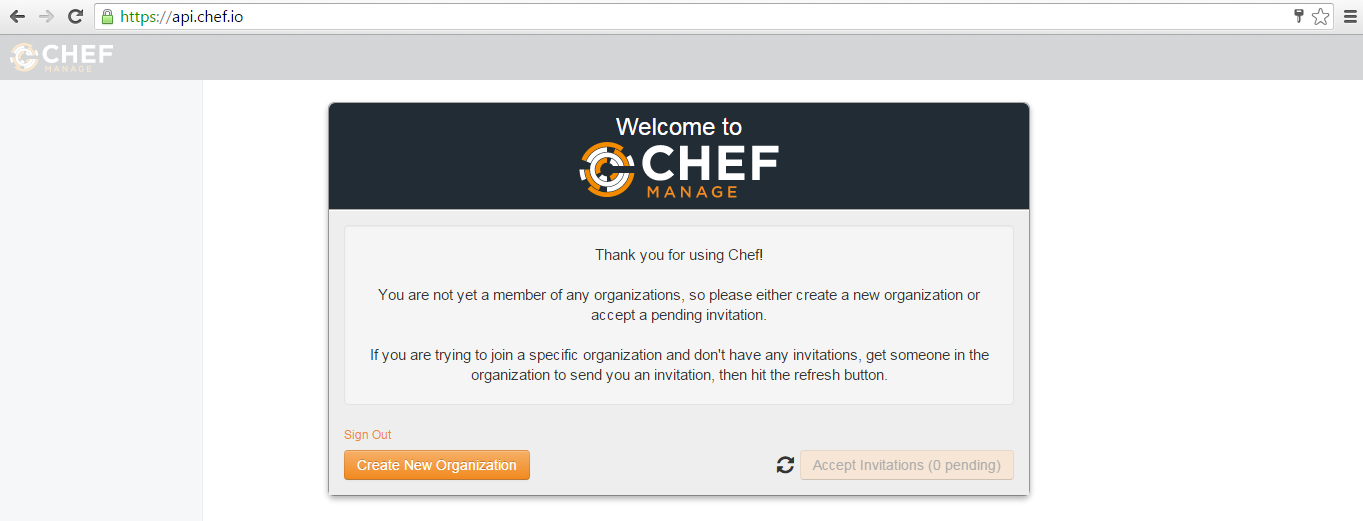 https://api.chef.io
CHEF
MANAGE
Welcome to
CHEF
MANAGE
Thank you for using Chef!
You are not yet a member of any organizations, so please either create a new organization or
accept a pending invitation.
If you are trying to join a specific organization and don't have any invitations, get someone in the
organization to send you an invitation, then hit the refresh button.
Sign Out
Create New Organization
Accept Invitations (0 pending)